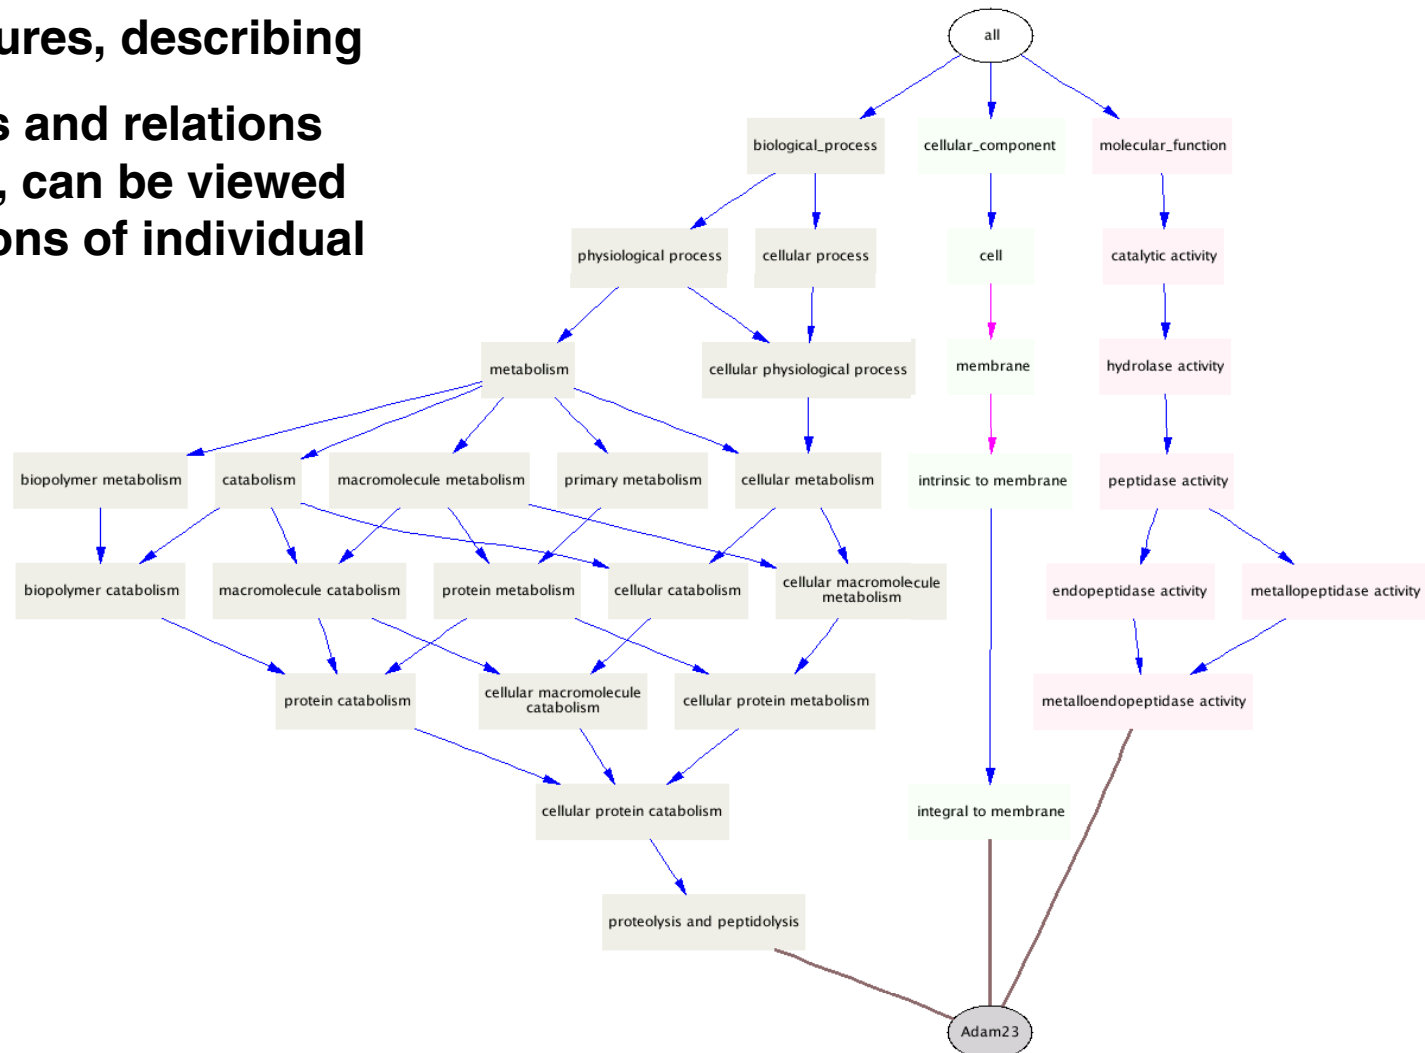 ures, describing
s and relations
, can be viewed
ons of individual
all
biological_process
cellular_component
molecular_function
physiological process
cellular process
cell
catalytic activity
metabolism
cellular physiological process
membrane
hydrolase activity
biopolymer metabolism
catabolism
macromolecule metabolism
primary metabolism
cellular metabolism
intrinsic to membrane
peptidase activity
biopolymer catabolism
macromolecule catabolism
protein metabolism
cellular catabolism
cellular macromolecule
metabolism
endopeptidase activity
metallopeptidase activity
protein catabolism
cellular macromolecule
catabolism
cellular protein metabolism
metalloendopeptidase activity
cellular protein catabolism
integral to membrane
proteolysis and peptidolysis
Adam23